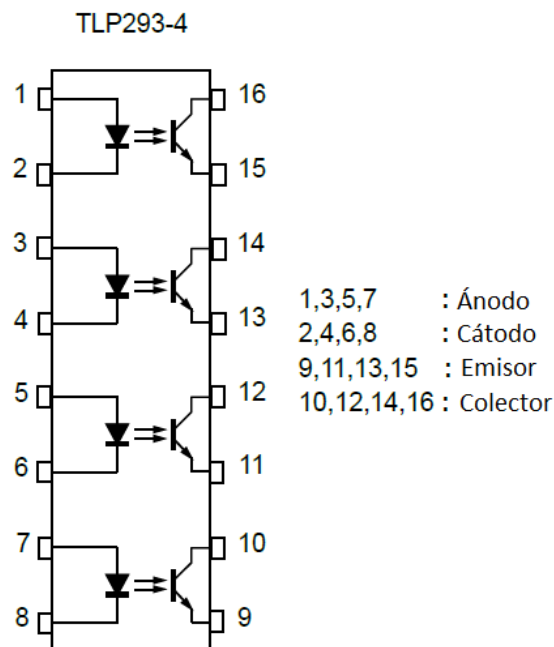 TLP293-4
1 16
2 15
3 14
4 13
5 12
6 11
7 10
8 9
1,3,5,7 : Ánodo
2,4,6,8 : Cátodo
9,11,13,15 : Emisor
10,12,14,16 : Colector